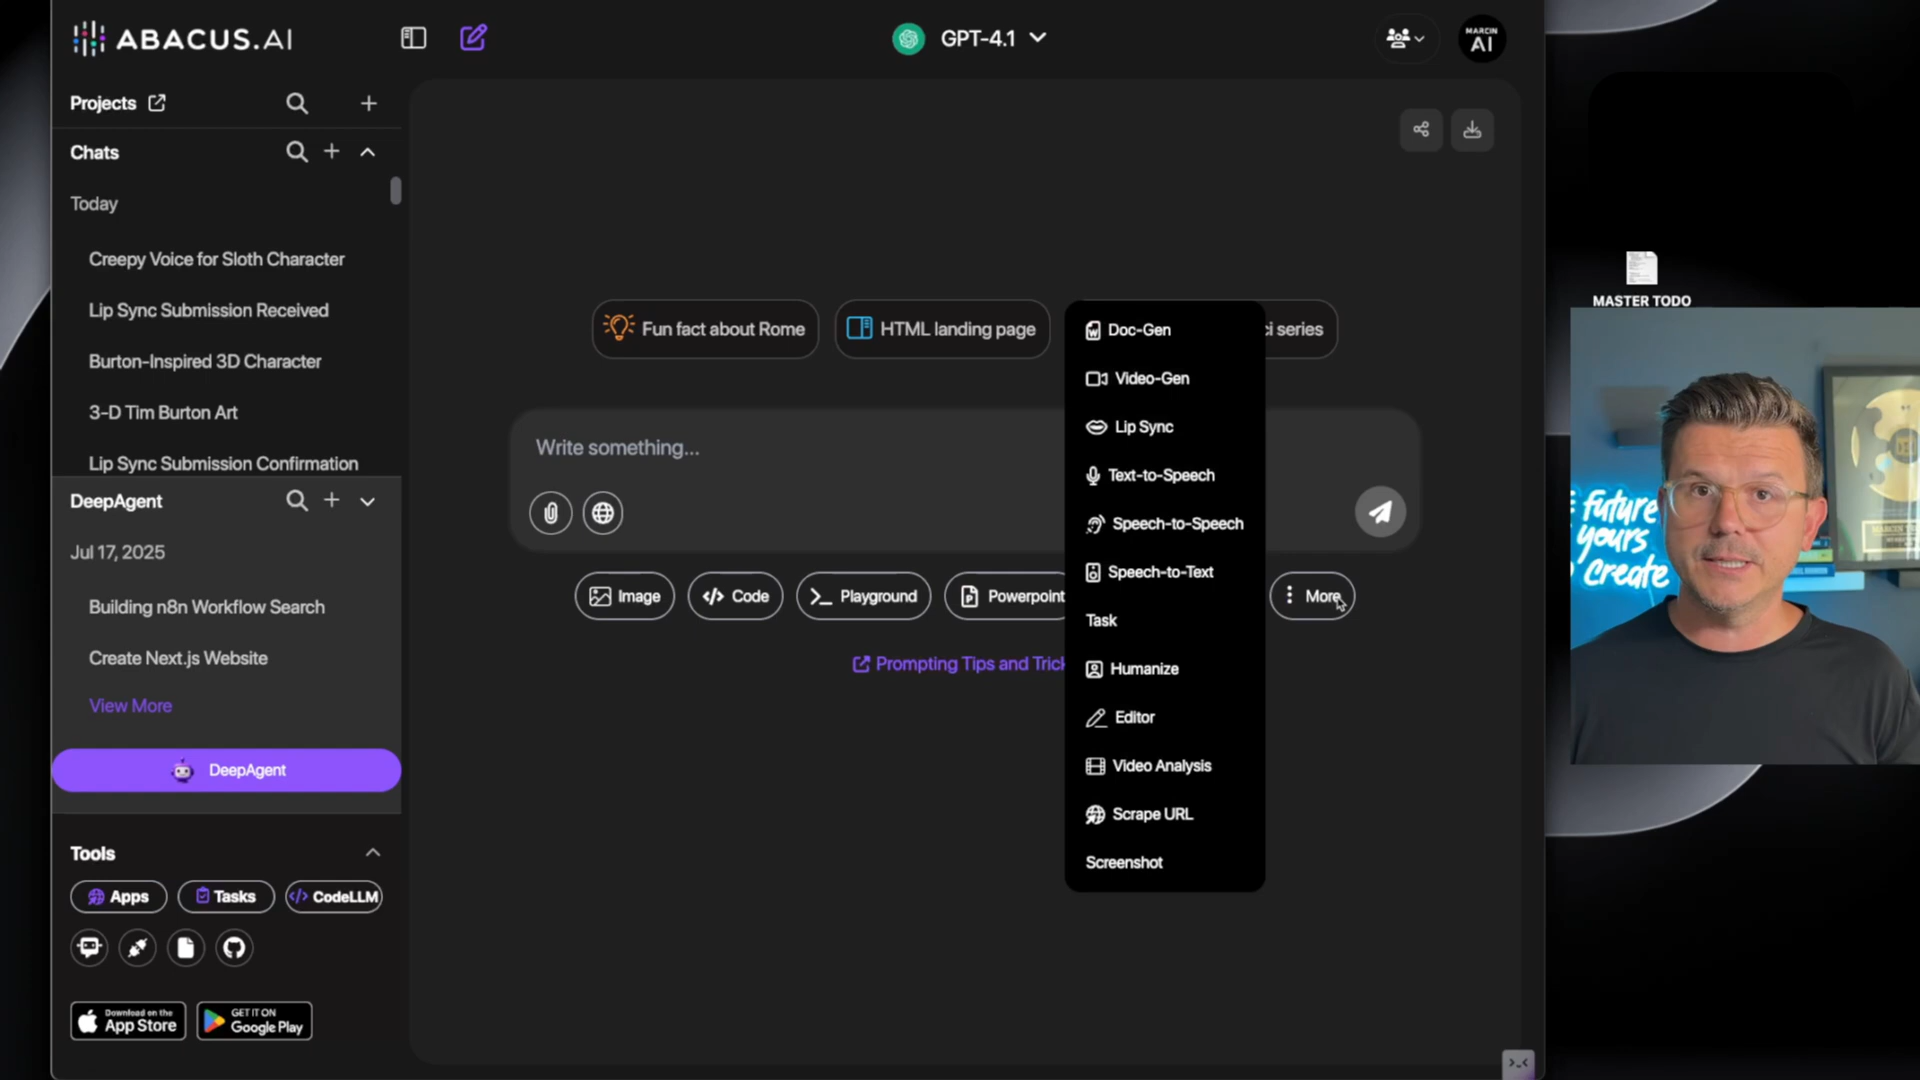 ABACUS.AI
GPT-4.1
MARCIN
AI
Projects
Chats
Today
Creepy Voice for Sloth Character
Lip Sync Submission Received
Burton-Inspired 3D Character
3-D Tim Burton Art
Lip Sync Submission Confirmation
DeepAgent
Jul 17, 2025
Building n8n Workflow Search
Create Next.js Website
View More
DeepAgent
Tools
Apps
Tasks
CodeLLM
Download on the
App Store
GET IT ON
Google Play
Fun fact about Rome
HTML landing page
ci series
Write something...
Image
Code
Playground
Powerpoint
More
Prompting Tips and Trick
Doc-Gen
Video-Gen
Lip Sync
Text-to-Speech
Speech-to-Speech
Speech-to-Text
Task
Humanize
Editor
Video Analysis
Scrape URL
Screenshot
MASTER TODO
future
yours
Create